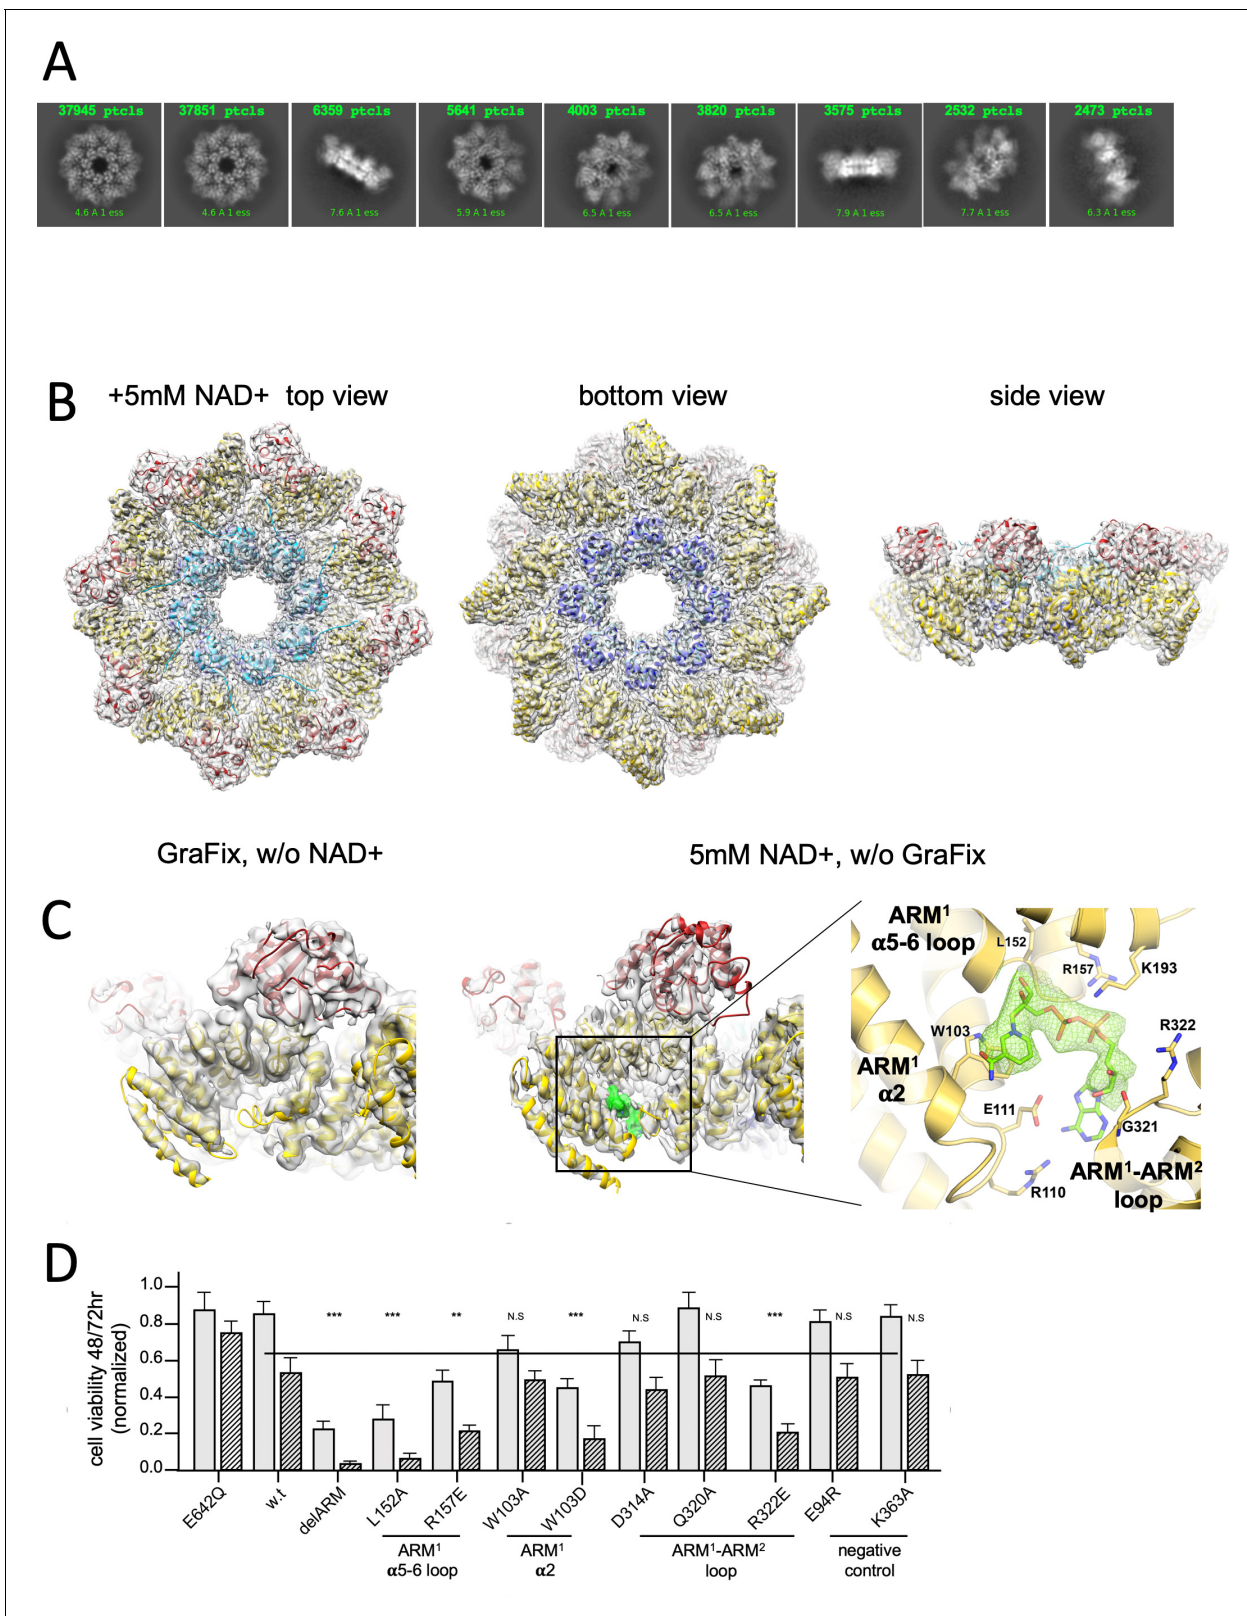 A
37945 ptcls 37851 ptcls 6359 ptcls 5641 ptcls 4003 ptcls 3820 ptcls 3575 ptcls 2532 ptcls 2473 ptcls
4.6 A 1 ess 4.6 A 1 ess 7.6 A 1 ess 5.9 A 1 ess 6.5 A 1 ess 6.5 A 1 ess 7.9 A 1 ess 7.7 A 1 ess 6.3 A 1 ess
B
+5mM NAD+ top view bottom view side view
GraFix, w/o NAD+ 5mM NAD+, w/o GraFix
C
ARM¹
α5-6 loop
L152
R157
K193
W103
R322
ARM¹
α2
E111
G321
R110
ARM¹-ARM²
loop
D
cell viability 48/72hr
(normalized)
1.0
0.8
0.6
0.4
0.2
0.0
*** *** ** N.S *** N.S N.S *** N.S N.S
E642Q w.t delARM L152A R157E W103A W103D D314A Q320A R322E E94R K363A
ARM¹ ARM¹ ARM¹-ARM² negative
α5-6 loop α2 loop control